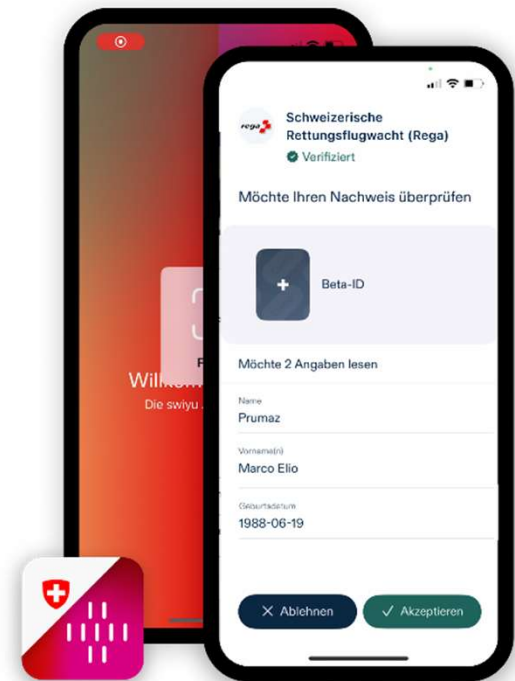 rega
Schweizerische
Rettungsflugwacht (Rega)
Verifiziert
Möchte Ihren Nachweis überprüfen
Beta-ID
Möchte 2 Angaben lesen
Name
Prumaz
Vorname(n)
Marco Elio
Geburtsdatum
1988-06-19
Ablehnen
Akzeptieren
Die swiyu